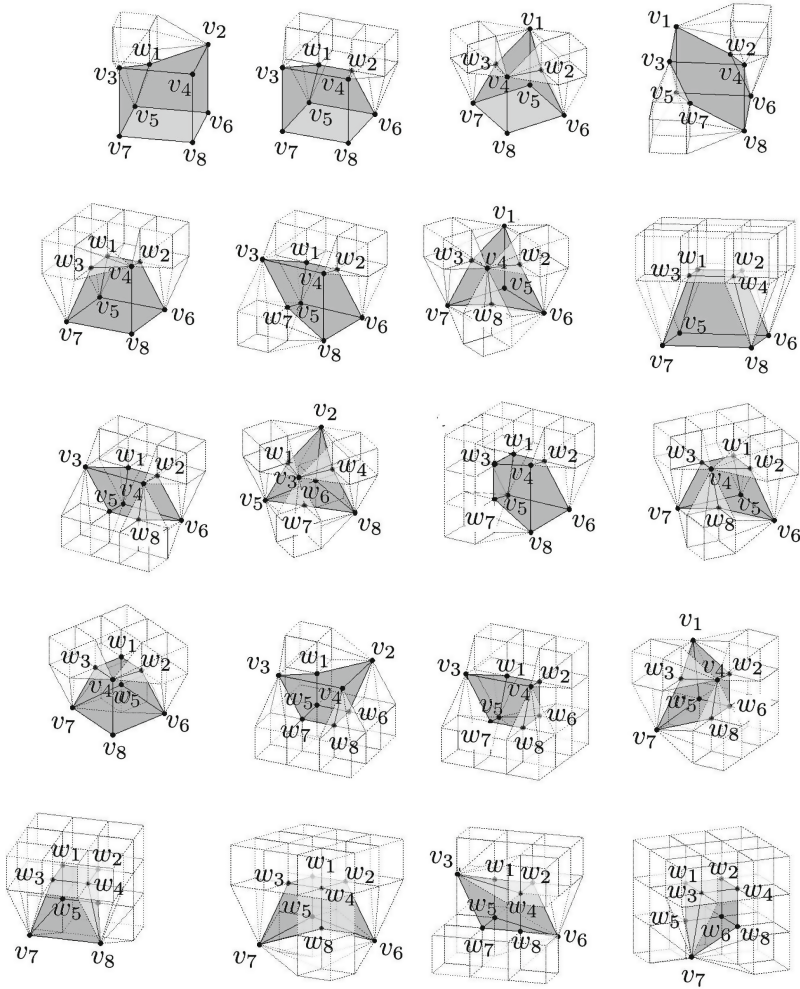 v₂
w₁
v₃ v₄
v₅ v₆
v₇ v₈
w₁ w₂
v₃ v₄
v₅ v₆
v₇ v₈
v₁
w₃ w₂
v₄
v₅
v₇ v₆
v₈
v₁
w₂
v₃ v₄
v₅ v₆
w₇
v₈
w₁ w₂
w₃ v₄
v₅ v₆
v₇ v₈
v₃ w₁ w₂
v₄
w₇ v₅ v₆
v₈
v₁
w₃ v₄ w₂
v₅
v₇ w₈ v₆
w₁ w₂
w₃ w₄
v₅ v₆
v₇ v₈
v₃ w₁ w₂
v₄
v₅ v₆
w₈
v₂
w₁ w₄
v₃ w₆
v₅ w₇ v₈
w₁ w₂
w₃ v₄
w₇ v₅ v₆
v₈
w₁
w₃ w₂
v₄
v₇ v₅
w₈ v₆
w₁
w₃ w₂
v₄ w₅
v₇ v₆
v₈
v₂
v₃ w₁
v₄
w₅ w₆
w₇ w₈
v₃ w₁ w₂
v₄
v₅ w₆
w₇ w₈
v₁
w₃ v₄ w₂
w₅ w₆
v₇ w₈
w₁ w₂
w₃ w₄
w₅
v₇ v₈
w₁ w₂
w₃ w₄
w₅
v₇ w₈ v₆
v₃ w₁ w₂
w₄
w₅
w₇ w₈ v₆
w₁ w₂
w₃ w₄
w₅ w₆ w₈
v₇